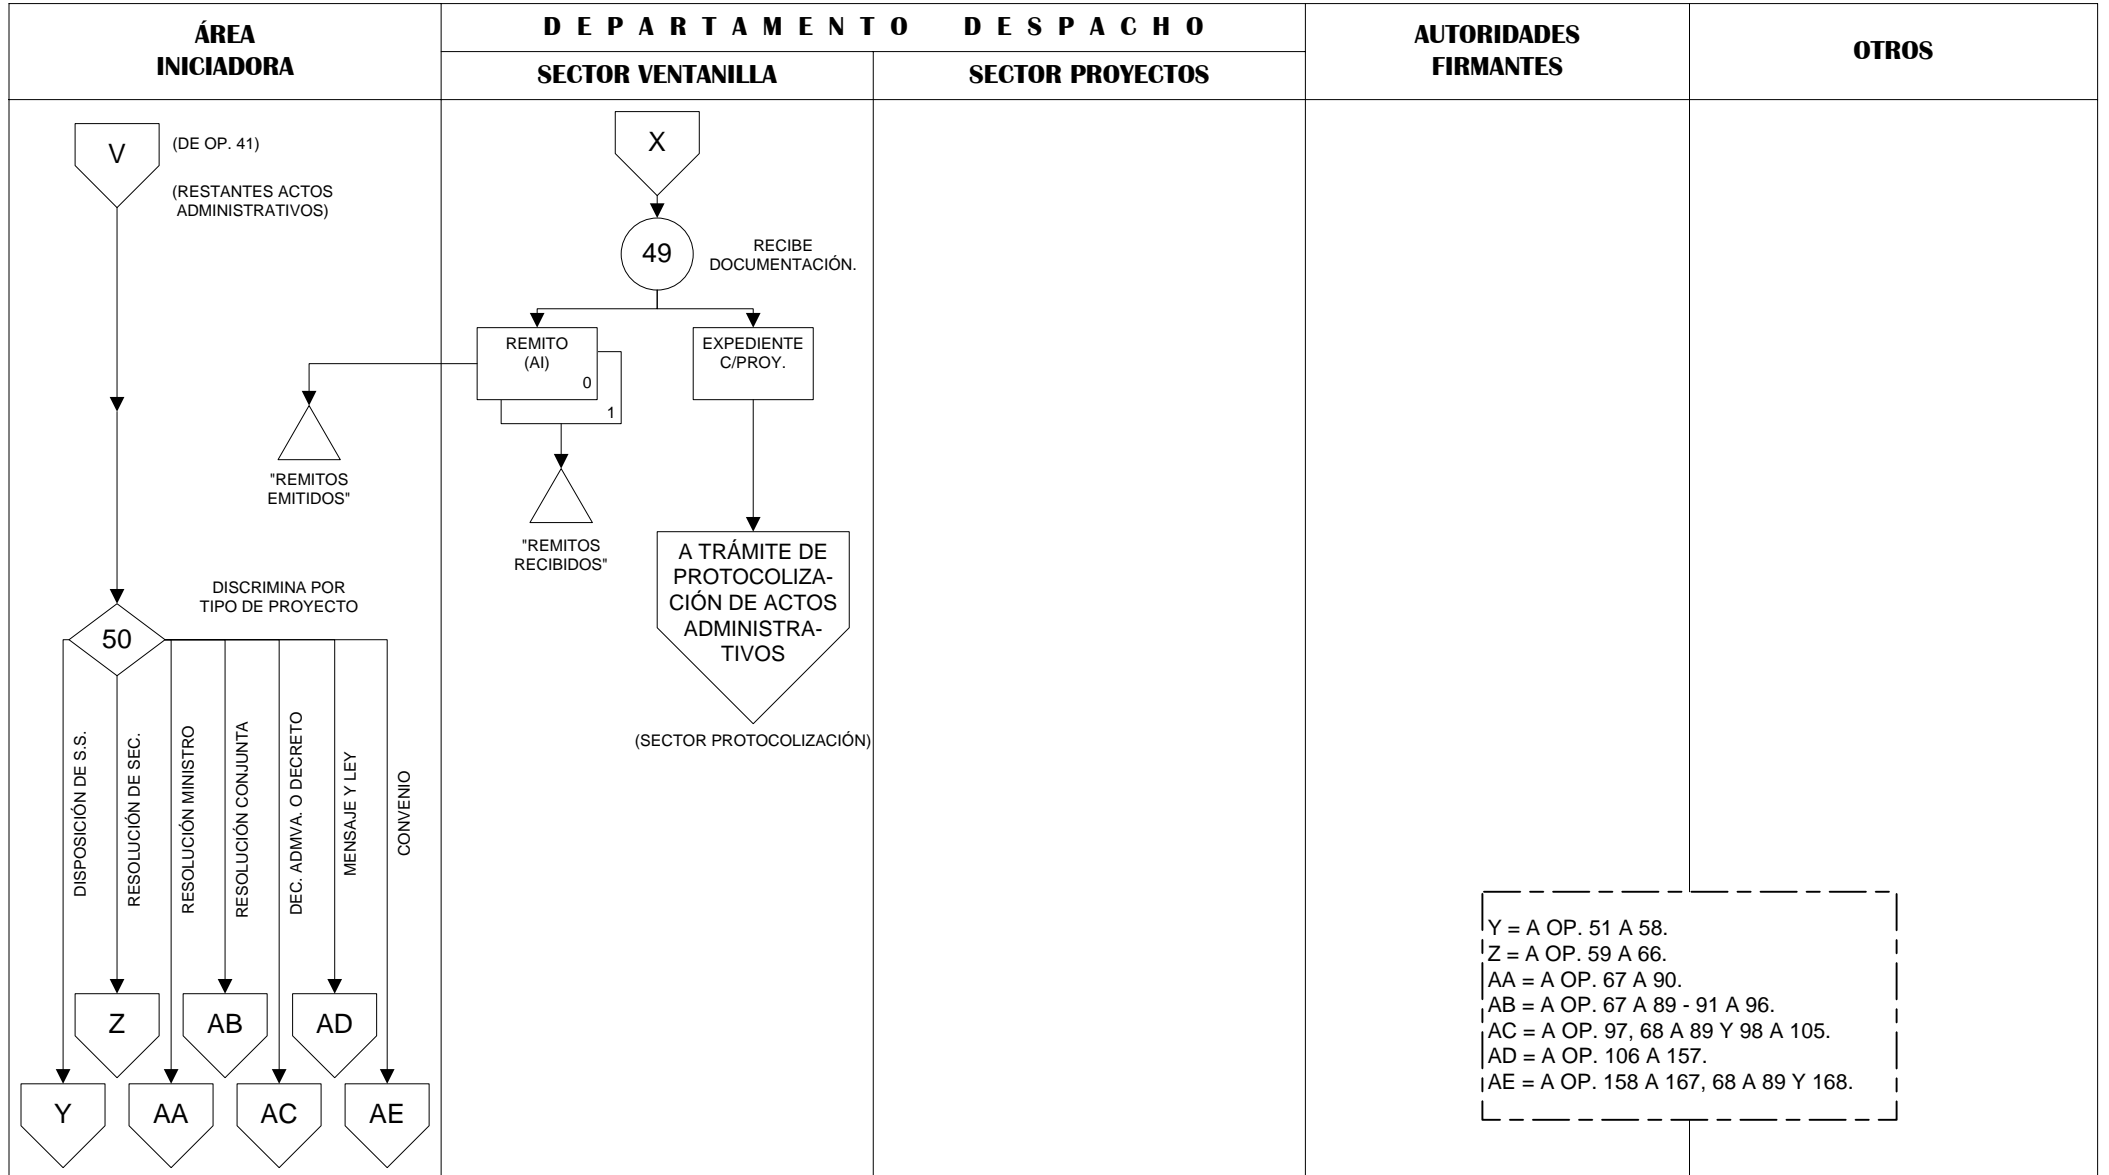 ÁREA
INICIADORA
DEPARTAMENTO DESPACHO
SECTOR VENTANILLA
SECTOR PROYECTOS
AUTORIDADES
FIRMANTES
OTROS
V
(DE OP. 41)
(RESTANTES ACTOS
ADMINISTRATIVOS)
X
49
RECIBE
DOCUMENTACIÓN.
REMITO
(AI)
0
1
EXPEDIENTE
C/PROY.
"REMITOS
EMITIDOS"
"REMITOS
RECIBIDOS"
A TRÁMITE DE
PROTOCOLIZA-
CIÓN DE ACTOS
ADMINISTRA-
TIVOS
(SECTOR PROTOCOLIZACIÓN)
DISCRIMINA POR
TIPO DE PROYECTO
50
DISPOSICIÓN DE S.S.
RESOLUCIÓN DE SEC.
RESOLUCIÓN MINISTRO
RESOLUCIÓN CONJUNTA
DEC. ADMVA. O DECRETO
MENSAJE Y LEY
CONVENIO
Z
AB
AD
Y
AA
AC
AE
Y = A OP. 51 A 58.
Z = A OP. 59 A 66.
AA = A OP. 67 A 90.
AB = A OP. 67 A 89 - 91 A 96.
AC = A OP. 97, 68 A 89 Y 98 A 105.
AD = A OP. 106 A 157.
AE = A OP. 158 A 167, 68 A 89 Y 168.